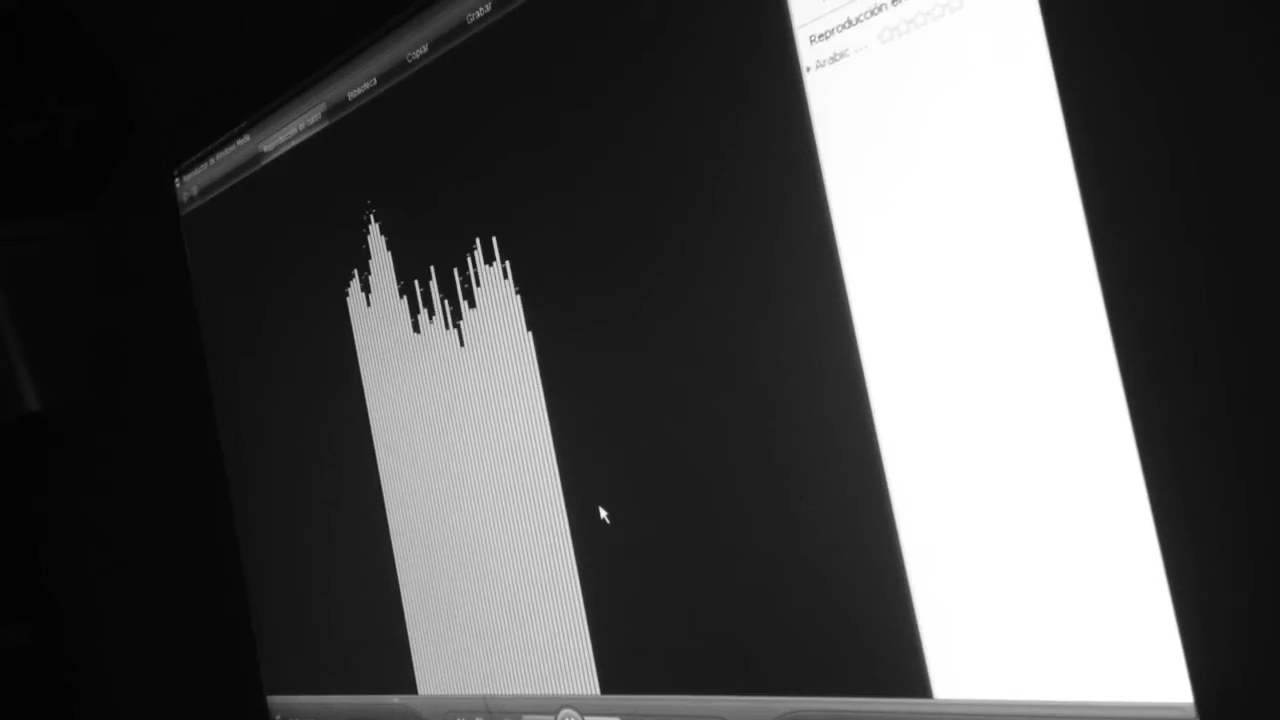 Reproductor de Windows Media
Reproducción en curso
Biblioteca
Copiar
Grabar
Reproducción en
Arabic ...